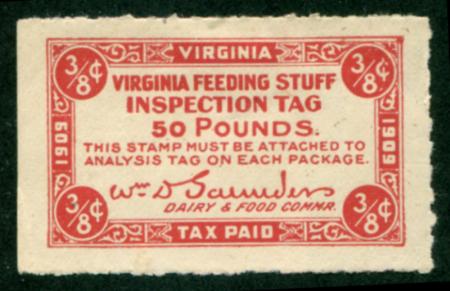 VIRGINIA
3/8¢ 3/8¢
VIRGINIA FEEDING STUFF
INSPECTION TAG
50 POUNDS.
1909 1909
THIS STAMP MUST BE ATTACHED TO
ANALYSIS TAG ON EACH PACKAGE.
Wm D Saunders
DAIRY & FOOD COMMR.
3/8¢ 3/8¢
TAX PAID